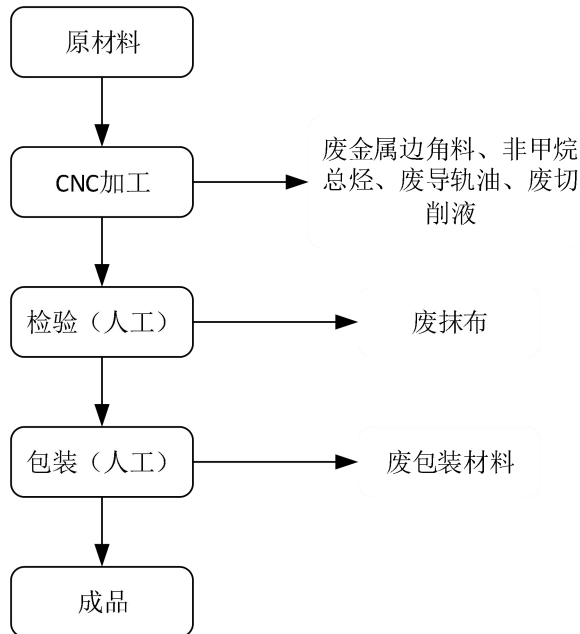 原材料
CNC加工
废金属边角料、非甲烷
总烃、废导轨油、废切
削液
检验（人工）
废抹布
包装（人工）
废包装材料
成品